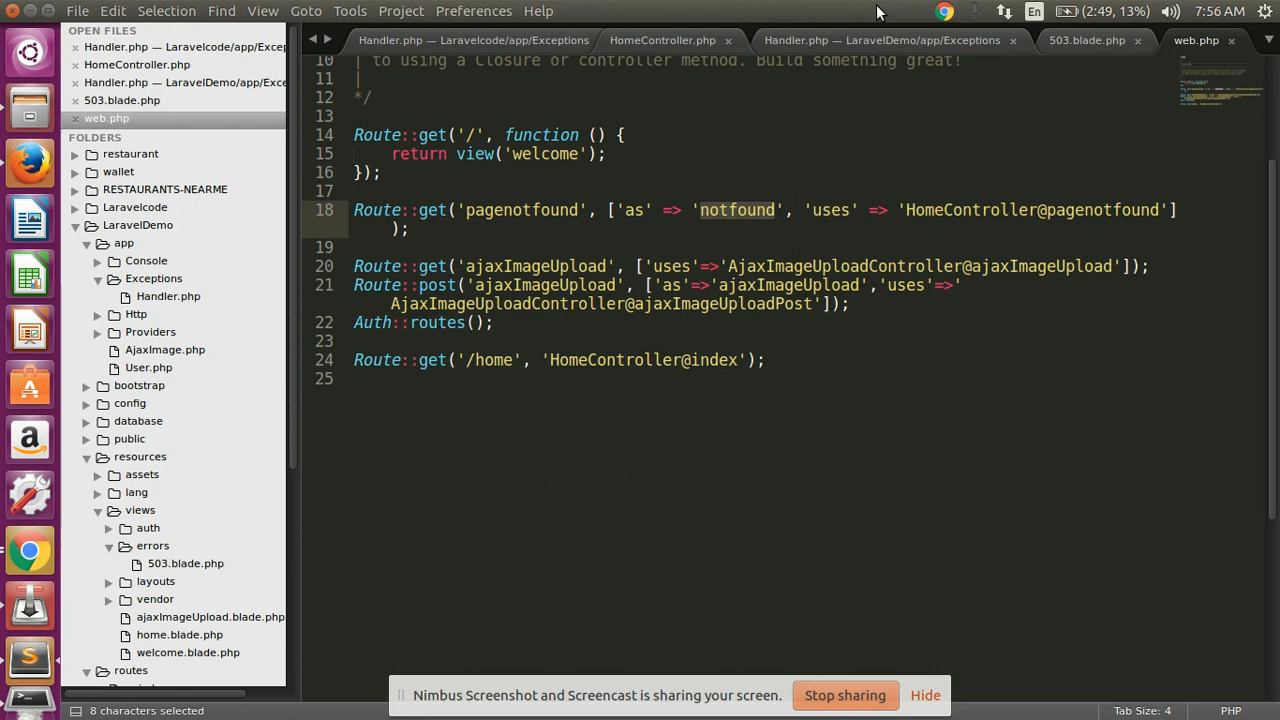 File Edit Selection Find View Goto Tools Project Preferences Help
En (2:49, 13%) 7:56 AM
OPEN FILES
Handler.php — Laravelcode/app/Excep
HomeController.php
Handler.php — LaravelDemo/app/Exce
503.blade.php
web.php
FOLDERS
restaurant
wallet
RESTAURANTS-NEARME
Laravelcode
LaravelDemo
app
Console
Exceptions
Handler.php
Http
Providers
AjaxImage.php
User.php
bootstrap
config
database
public
resources
assets
lang
views
auth
errors
503.blade.php
layouts
vendor
ajaxImageUpload.blade.php
home.blade.php
welcome.blade.php
routes
Handler.php — Laravelcode/app/Exceptions HomeController.php Handler.php — LaravelDemo/app/Exceptions 503.blade.php web.php
10 | to using a Closure or controller method. Build something great!
11 |
12 */
13
14 Route::get('/', function () {
15 return view('welcome');
16 });
17
18 Route::get('pagenotfound', ['as' => 'notfound', 'uses' => 'HomeController@pagenotfound']
);
19
20 Route::get('ajaxImageUpload', ['uses'=>'AjaxImageUploadController@ajaxImageUpload']);
21 Route::post('ajaxImageUpload', ['as'=>'ajaxImageUpload','uses'=>'
AjaxImageUploadController@ajaxImageUploadPost']);
22 Auth::routes();
23
24 Route::get('/home', 'HomeController@index');
25
Nimbus Screenshot and Screencast is sharing your screen. Stop sharing Hide
8 characters selected Tab Size: 4 PHP